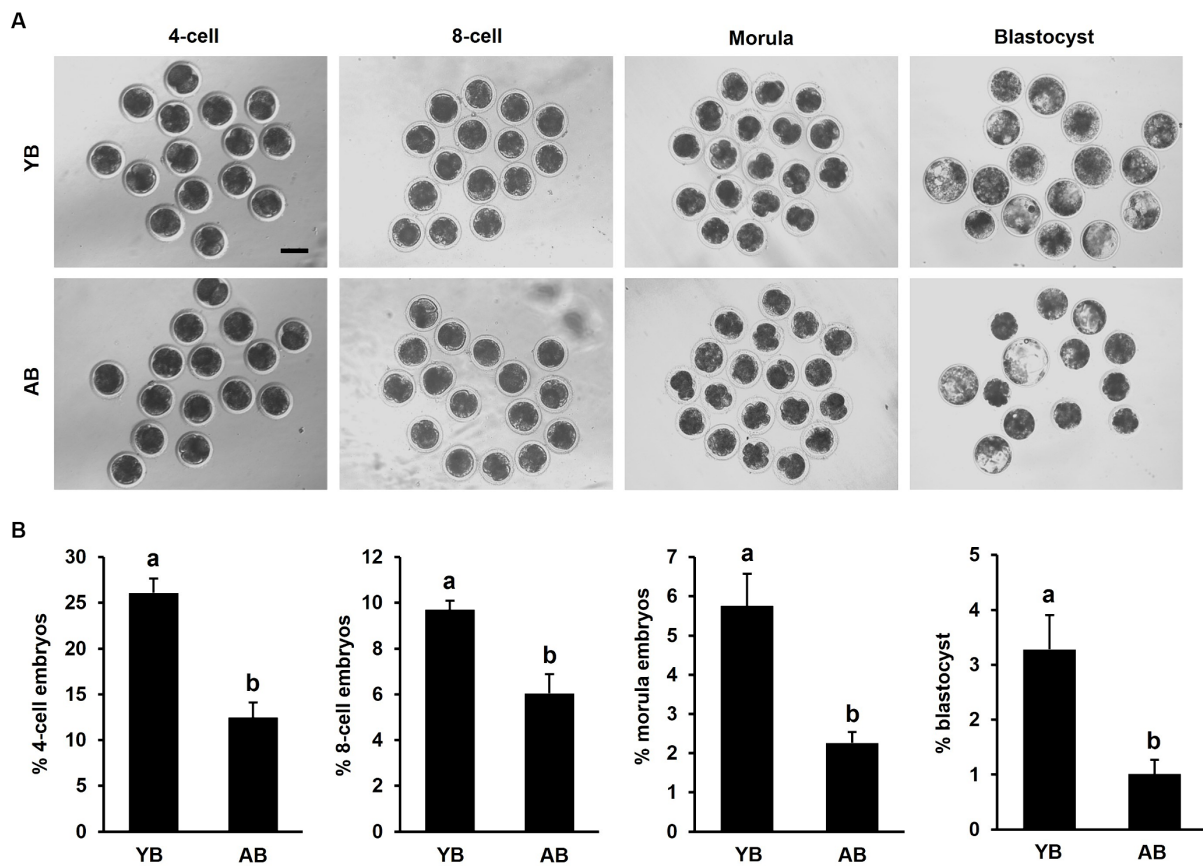 A
4-cell 8-cell Morula Blastocyst
YB
AB
B
% 4-cell embryos
30
25
20
15
10
5
0
a
b
YB AB
% 8-cell embryos
12
10
8
6
4
2
0
a
b
YB AB
% morula embryos
7
6
5
4
3
2
1
0
a
b
YB AB
% blastocyst
5
4
3
2
1
0
a
b
YB AB